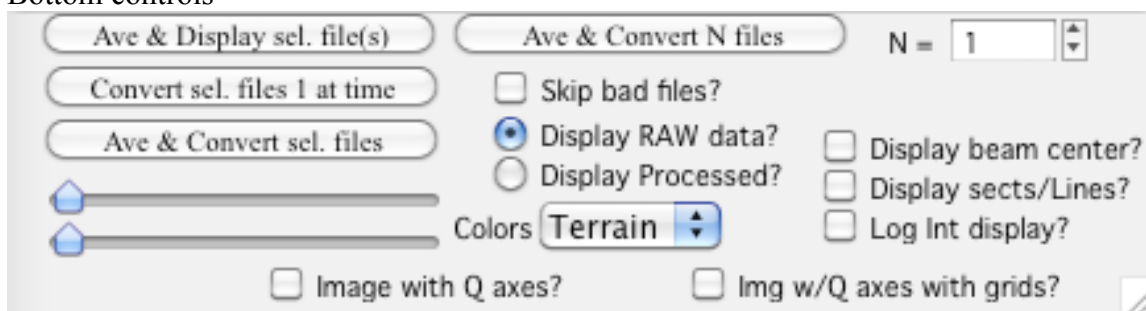 Bottom controls
Ave & Display sel. file(s) Ave & Convert N files N = 1
Convert sel. files 1 at time Skip bad files?
Ave & Convert sel. files Display RAW data? Display beam center?
Display Processed? Display sects/Lines?
Colors Terrain Log Int display?
Image with Q axes? Img w/Q axes with grids?